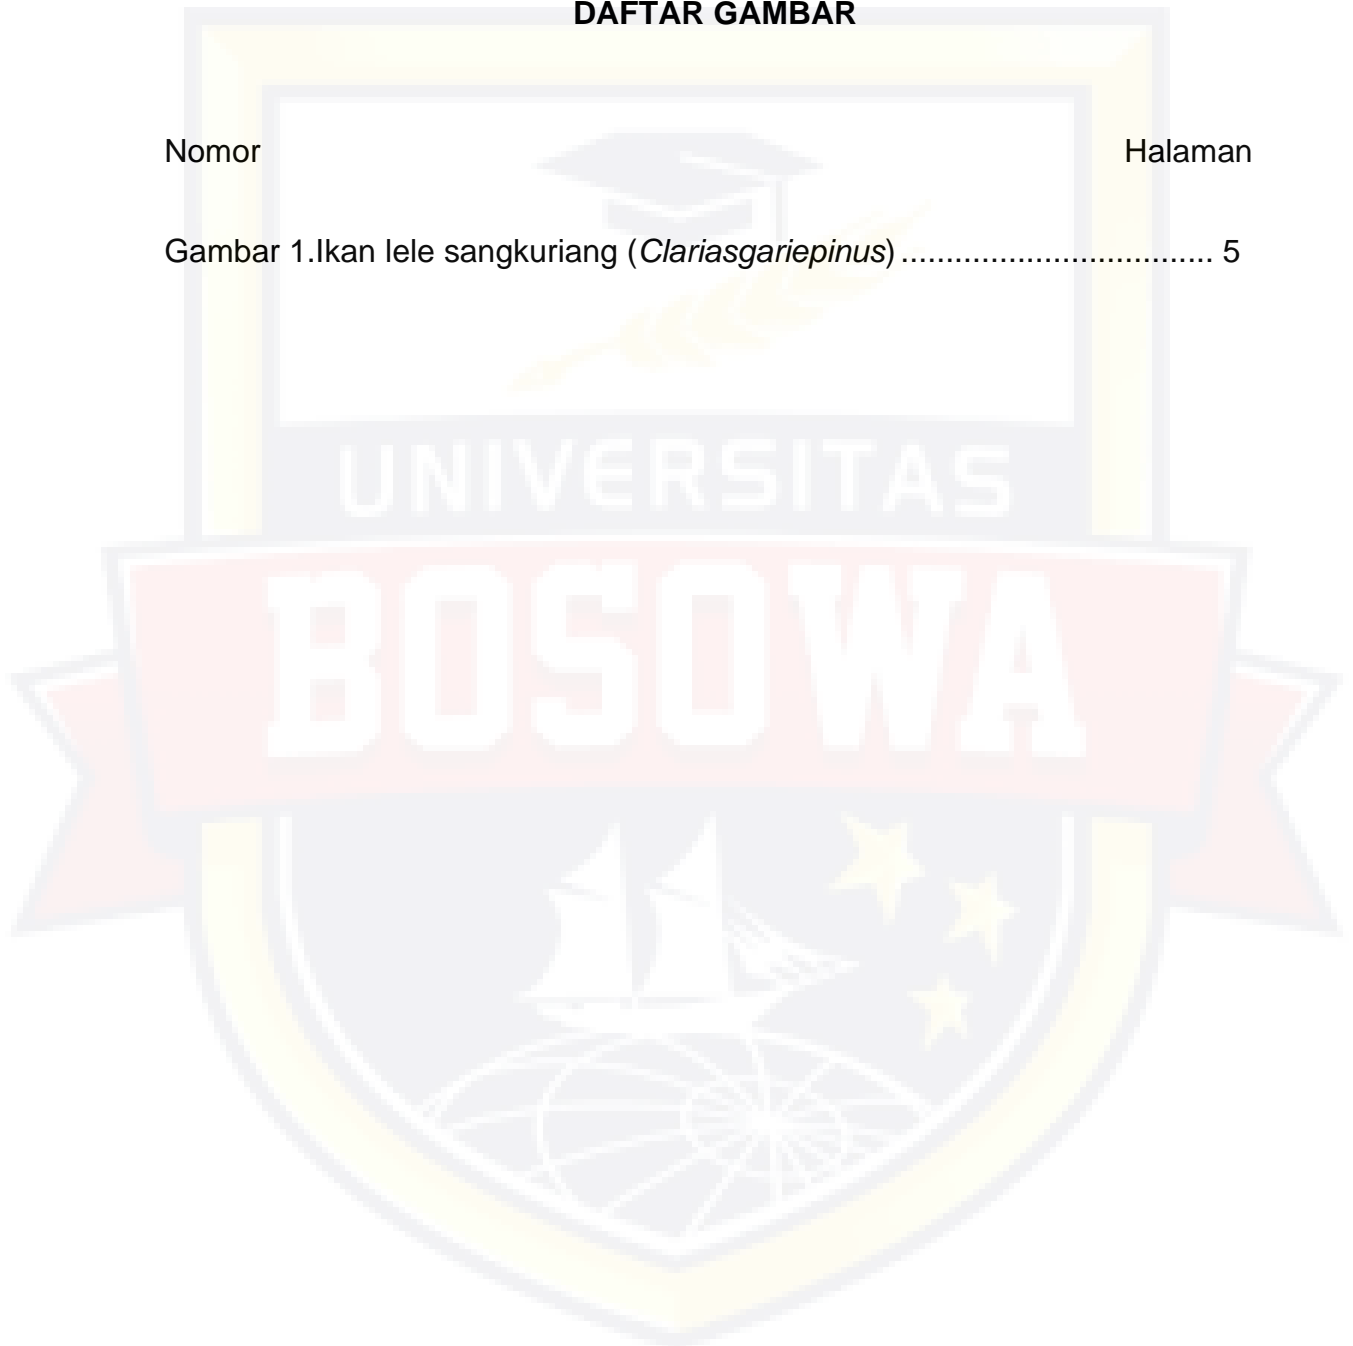 DAFTAR GAMBAR
Nomor Halaman
Gambar 1.Ikan lele sangkuriang (Clariasgariepinus) ................................... 5
UNIVERSITAS
BOSOWA